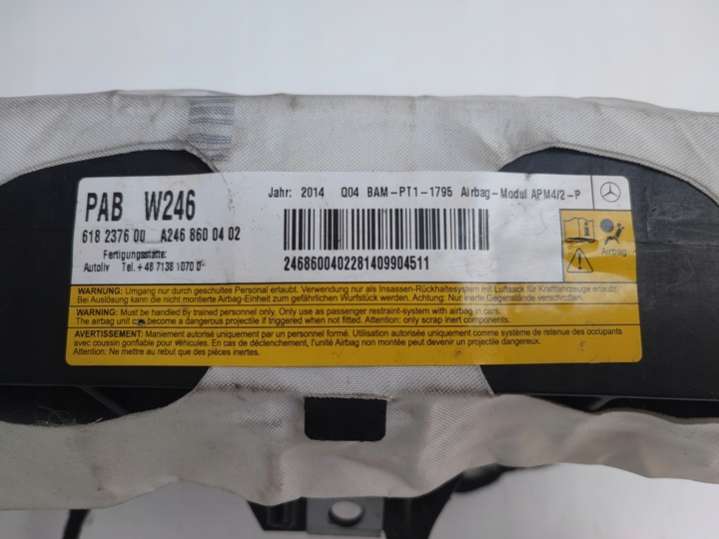 Jahr: 2014 Q04 BAM-PT1-1795 Airbag-Modul APM4/2-P
PAB W246
618 2376 00 A246 860 04 02
Fertigungsstätte:
Autoliv Tel. +48 71381070 0
2468600402281409904511
WARNUNG: Umgang nur durch geschultes Personal erlaubt. Verwendung nur als Insassen-Rückhaltesystem mit Luftsack für Kraftfahrzeuge erlaubt.
Bei Auslösung kann die nicht montierte Airbag-Einheit zum gefährlichen Wurfstück werden. Nur inerte Gegenstände verschrotten.
WARNING: Must be handled by trained personnel only. Only use as passenger restraint-system with airbag in cars.
The airbag unit can become a dangerous projectile if triggered when not fitted. Attention: only scrap inert components.
AVERTISSEMENT: Maniement autorisé uniquement par un personnel formé. Utilisation autorisée uniquement comme système de retenue des occupants
avec coussin gonflable pour véhicules. En cas de déclenchement, l'unité Airbag non montée peut devenir un projectile dangereux.
Attention: Ne mettre au rebut que des pièces inertes.